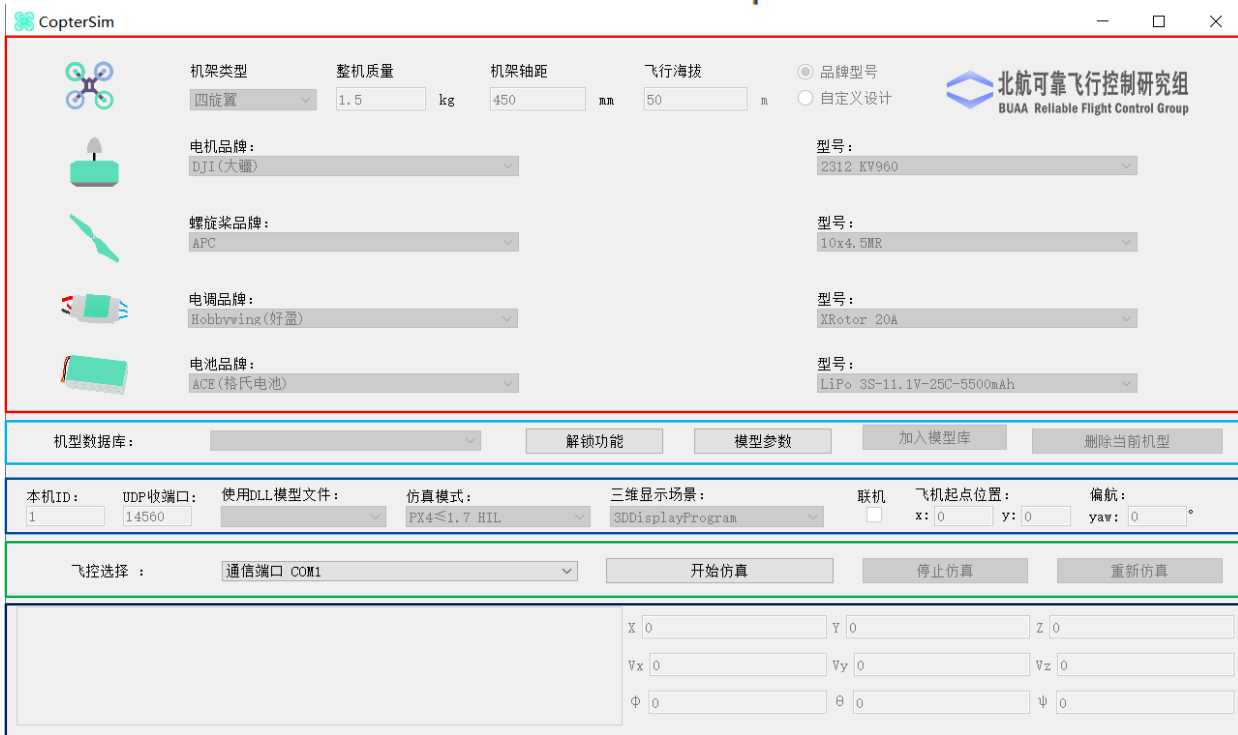 CopterSim
机架类型 整机质量 机架轴距 飞行海拔 品牌型号
四旋翼 1.5 kg 450 mm 50 m 自定义设计
北航可靠飞行控制研究组
BUAA Reliable Flight Control Group
电机品牌： 型号：
DJI(大疆) 2312 KV960
螺旋桨品牌： 型号：
APC 10x4.5MR
电调品牌： 型号：
Hobbywing(好盈) XRotor 20A
电池品牌： 型号：
ACE(格氏电池) LiPo 3S-11.1V-25C-5500mAh
机型数据库： 解锁功能 模型参数 加入模型库 删除当前机型
本机ID： UDP收端口： 使用DLL模型文件： 仿真模式： 三维显示场景： 联机 飞机起点位置： 偏航：
1 14560 PX4≤1.7 HIL 3DDisplayProgram x: 0 y: 0 yaw: 0 °
飞控选择 ： 通信端口 COM1 开始仿真 停止仿真 重新仿真
X 0 Y 0 Z 0
Vx 0 Vy 0 Vz 0
Φ 0 θ 0 ψ 0